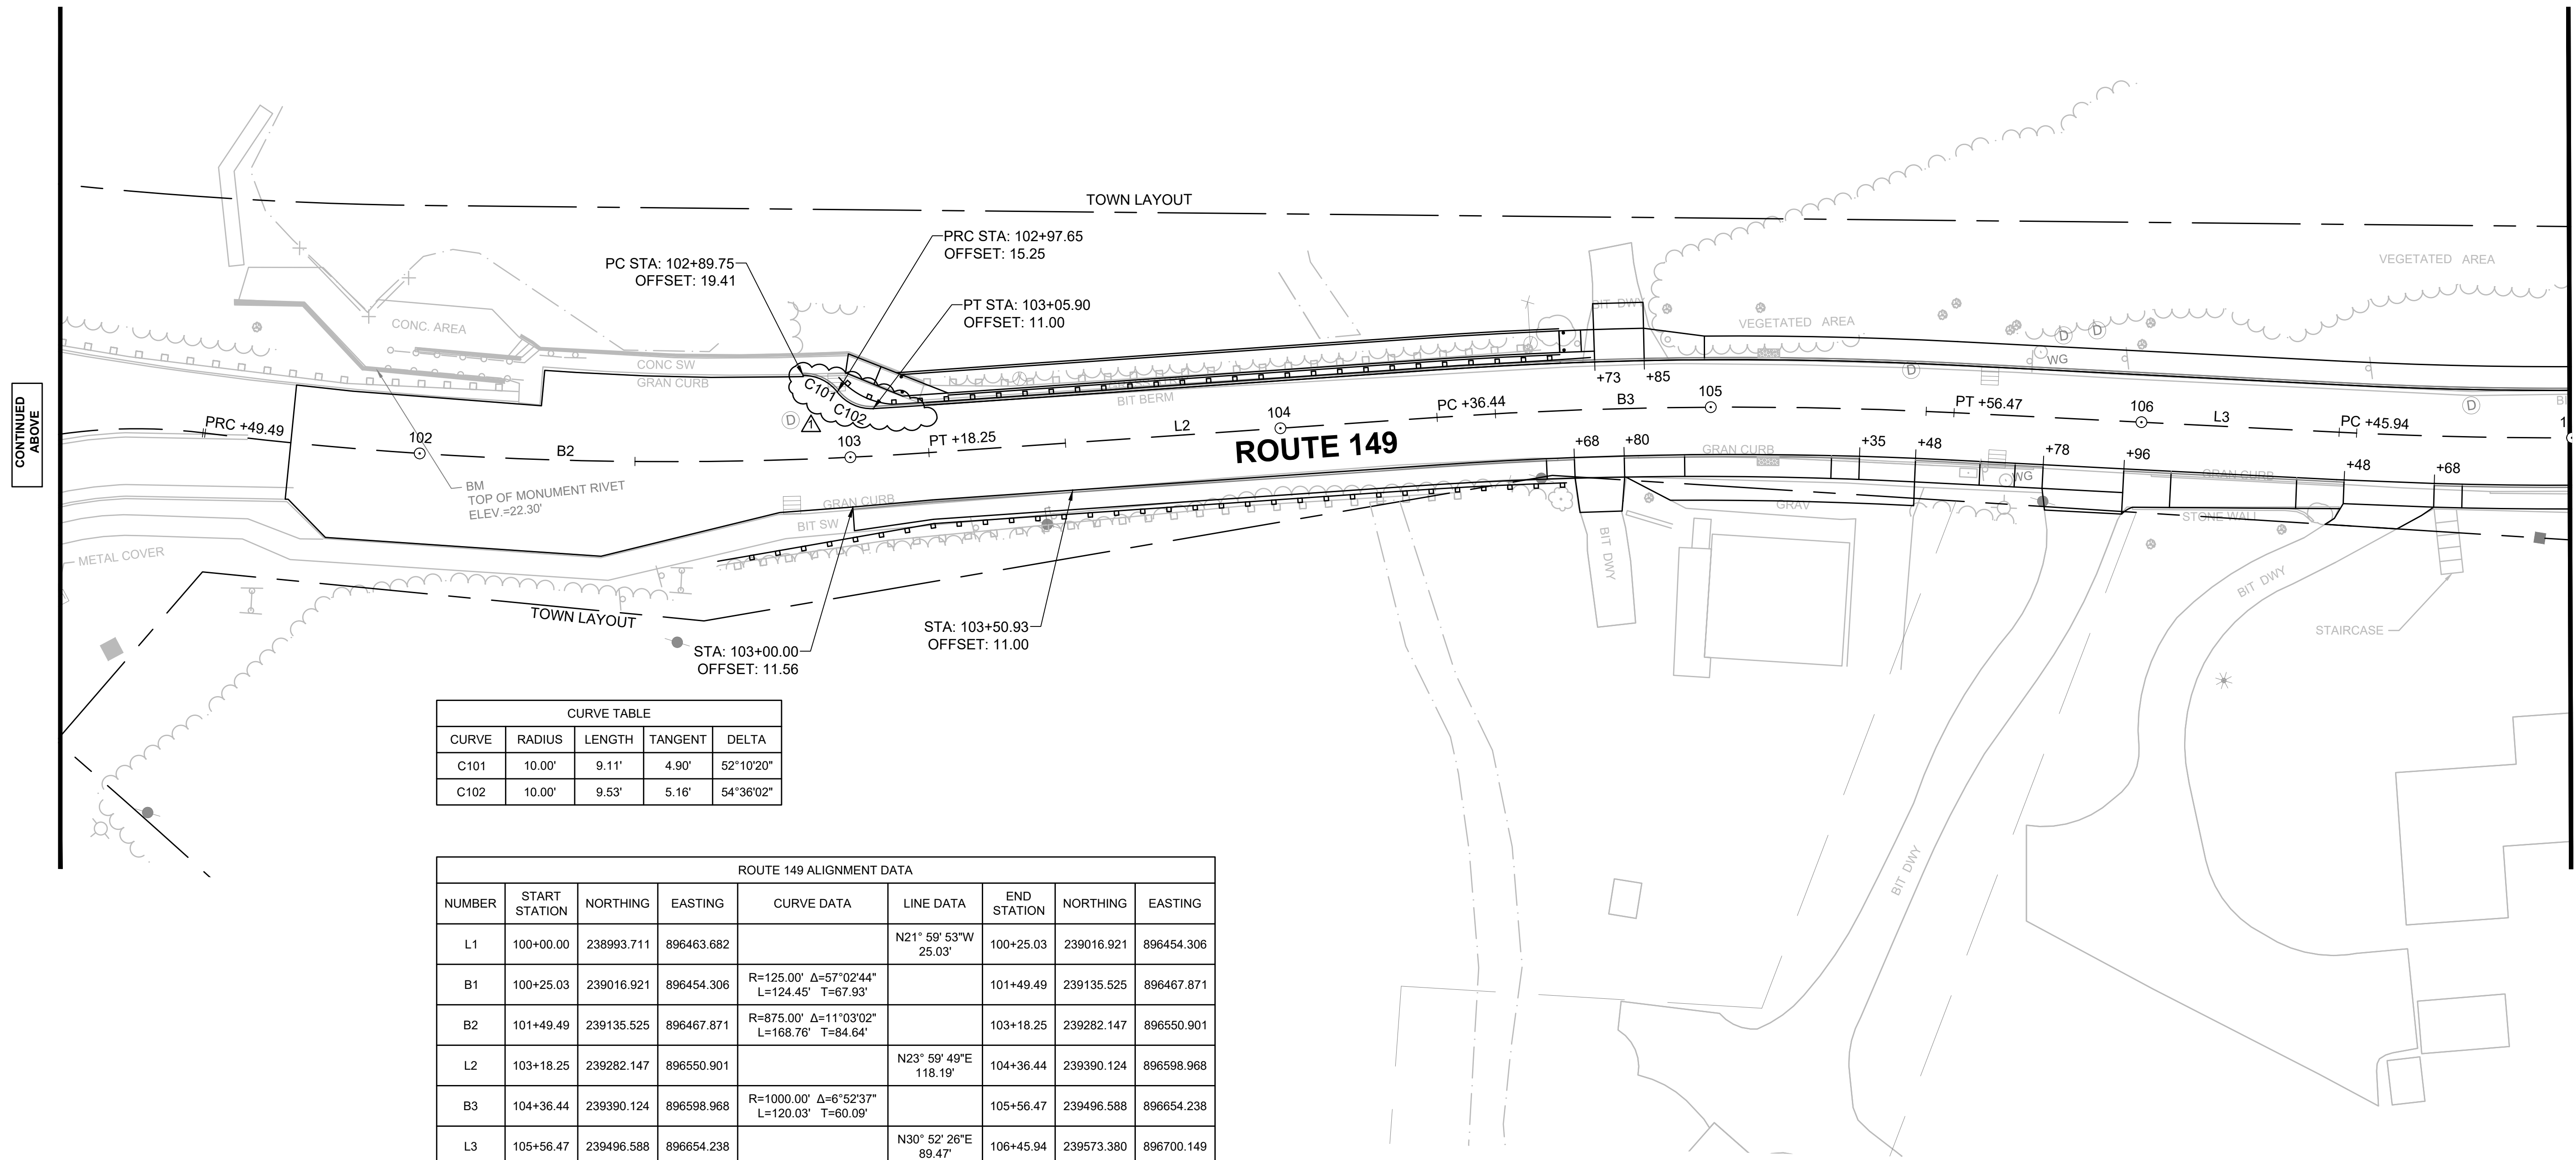 TOWN LAYOUT
PRC STA: 102+97.65
OFFSET: 15.25
PC STA: 102+89.75
OFFSET: 19.41
PT STA: 103+05.90
OFFSET: 11.00
VEGETATED AREA
BIT DWY
VEGETATED AREA
CONC. AREA
CONC SW
GRAN CURB
C101
C102
BIT BERM
WG
+73
+85
CONTINUED
ABOVE
D
1
D
D
D
D
PRC +49.49
102
B2
103
PT +18.25
L2
104
PC +36.44
B3
105
PT +56.47
106
L3
PC +45.94
1
ROUTE 149
+68
+80
GRAN CURB
+35
+48
+78
+96
+48
+68
GRAN CURB
WG
BM
TOP OF MONUMENT RIVET
ELEV.=22.30'
GRAN CURB
BIT SW
GRAV
STONE WALL
METAL COVER
BIT DWY
BIT DWY
TOWN LAYOUT
STA: 103+50.93
OFFSET: 11.00
STA: 103+00.00
OFFSET: 11.56
STAIRCASE
BIT DWY
CURVE TABLE
CURVE RADIUS LENGTH TANGENT DELTA
C101 10.00' 9.11' 4.90' 52°10'20"
C102 10.00' 9.53' 5.16' 54°36'02"
ROUTE 149 ALIGNMENT DATA
NUMBER START STATION NORTHING EASTING CURVE DATA LINE DATA END STATION NORTHING EASTING
L1 100+00.00 238993.711 896463.682 N21° 59' 53"W 25.03' 100+25.03 239016.921 896454.306
B1 100+25.03 239016.921 896454.306 R=125.00' Δ=57°02'44" L=124.45' T=67.93' 101+49.49 239135.525 896467.871
B2 101+49.49 239135.525 896467.871 R=875.00' Δ=11°03'02" L=168.76' T=84.64' 103+18.25 239282.147 896550.901
L2 103+18.25 239282.147 896550.901 N23° 59' 49"E 118.19' 104+36.44 239390.124 896598.968
B3 104+36.44 239390.124 896598.968 R=1000.00' Δ=6°52'37" L=120.03' T=60.09' 105+56.47 239496.588 896654.238
L3 105+56.47 239496.588 896654.238 N30° 52' 26"E 89.47' 106+45.94 239573.380 896700.149